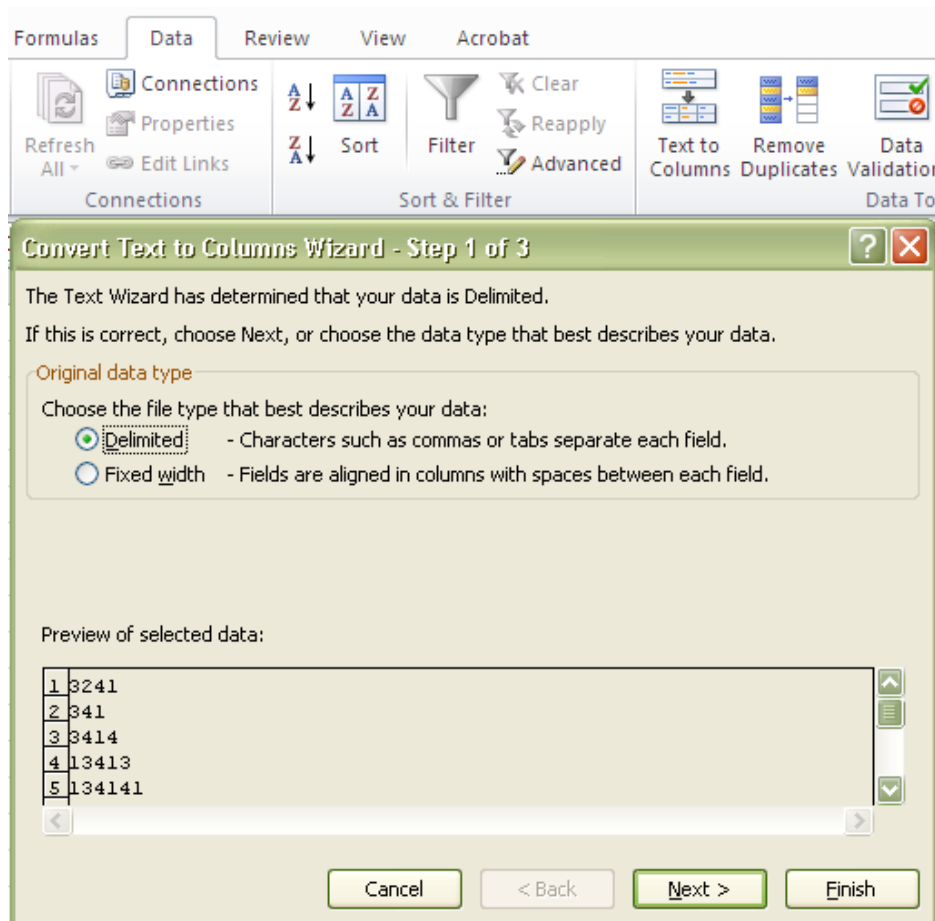 Formulas Data Review View Acrobat
Connections Clear
Properties Reapply
Refresh All Edit Links Sort Filter Advanced Text to Columns Remove Duplicates Data
Connections Sort & Filter Data To
Convert Text to Columns Wizard - Step 1 of 3
The Text Wizard has determined that your data is Delimited.
If this is correct, choose Next, or choose the data type that best describes your data.
Original data type
Choose the file type that best describes your data:
Delimited - Characters such as commas or tabs separate each field.
Fixed width - Fields are aligned in columns with spaces between each field.
Preview of selected data:
1 3241
2 341
3 3414
4 13413
5 134141
Cancel < Back Next > Finish